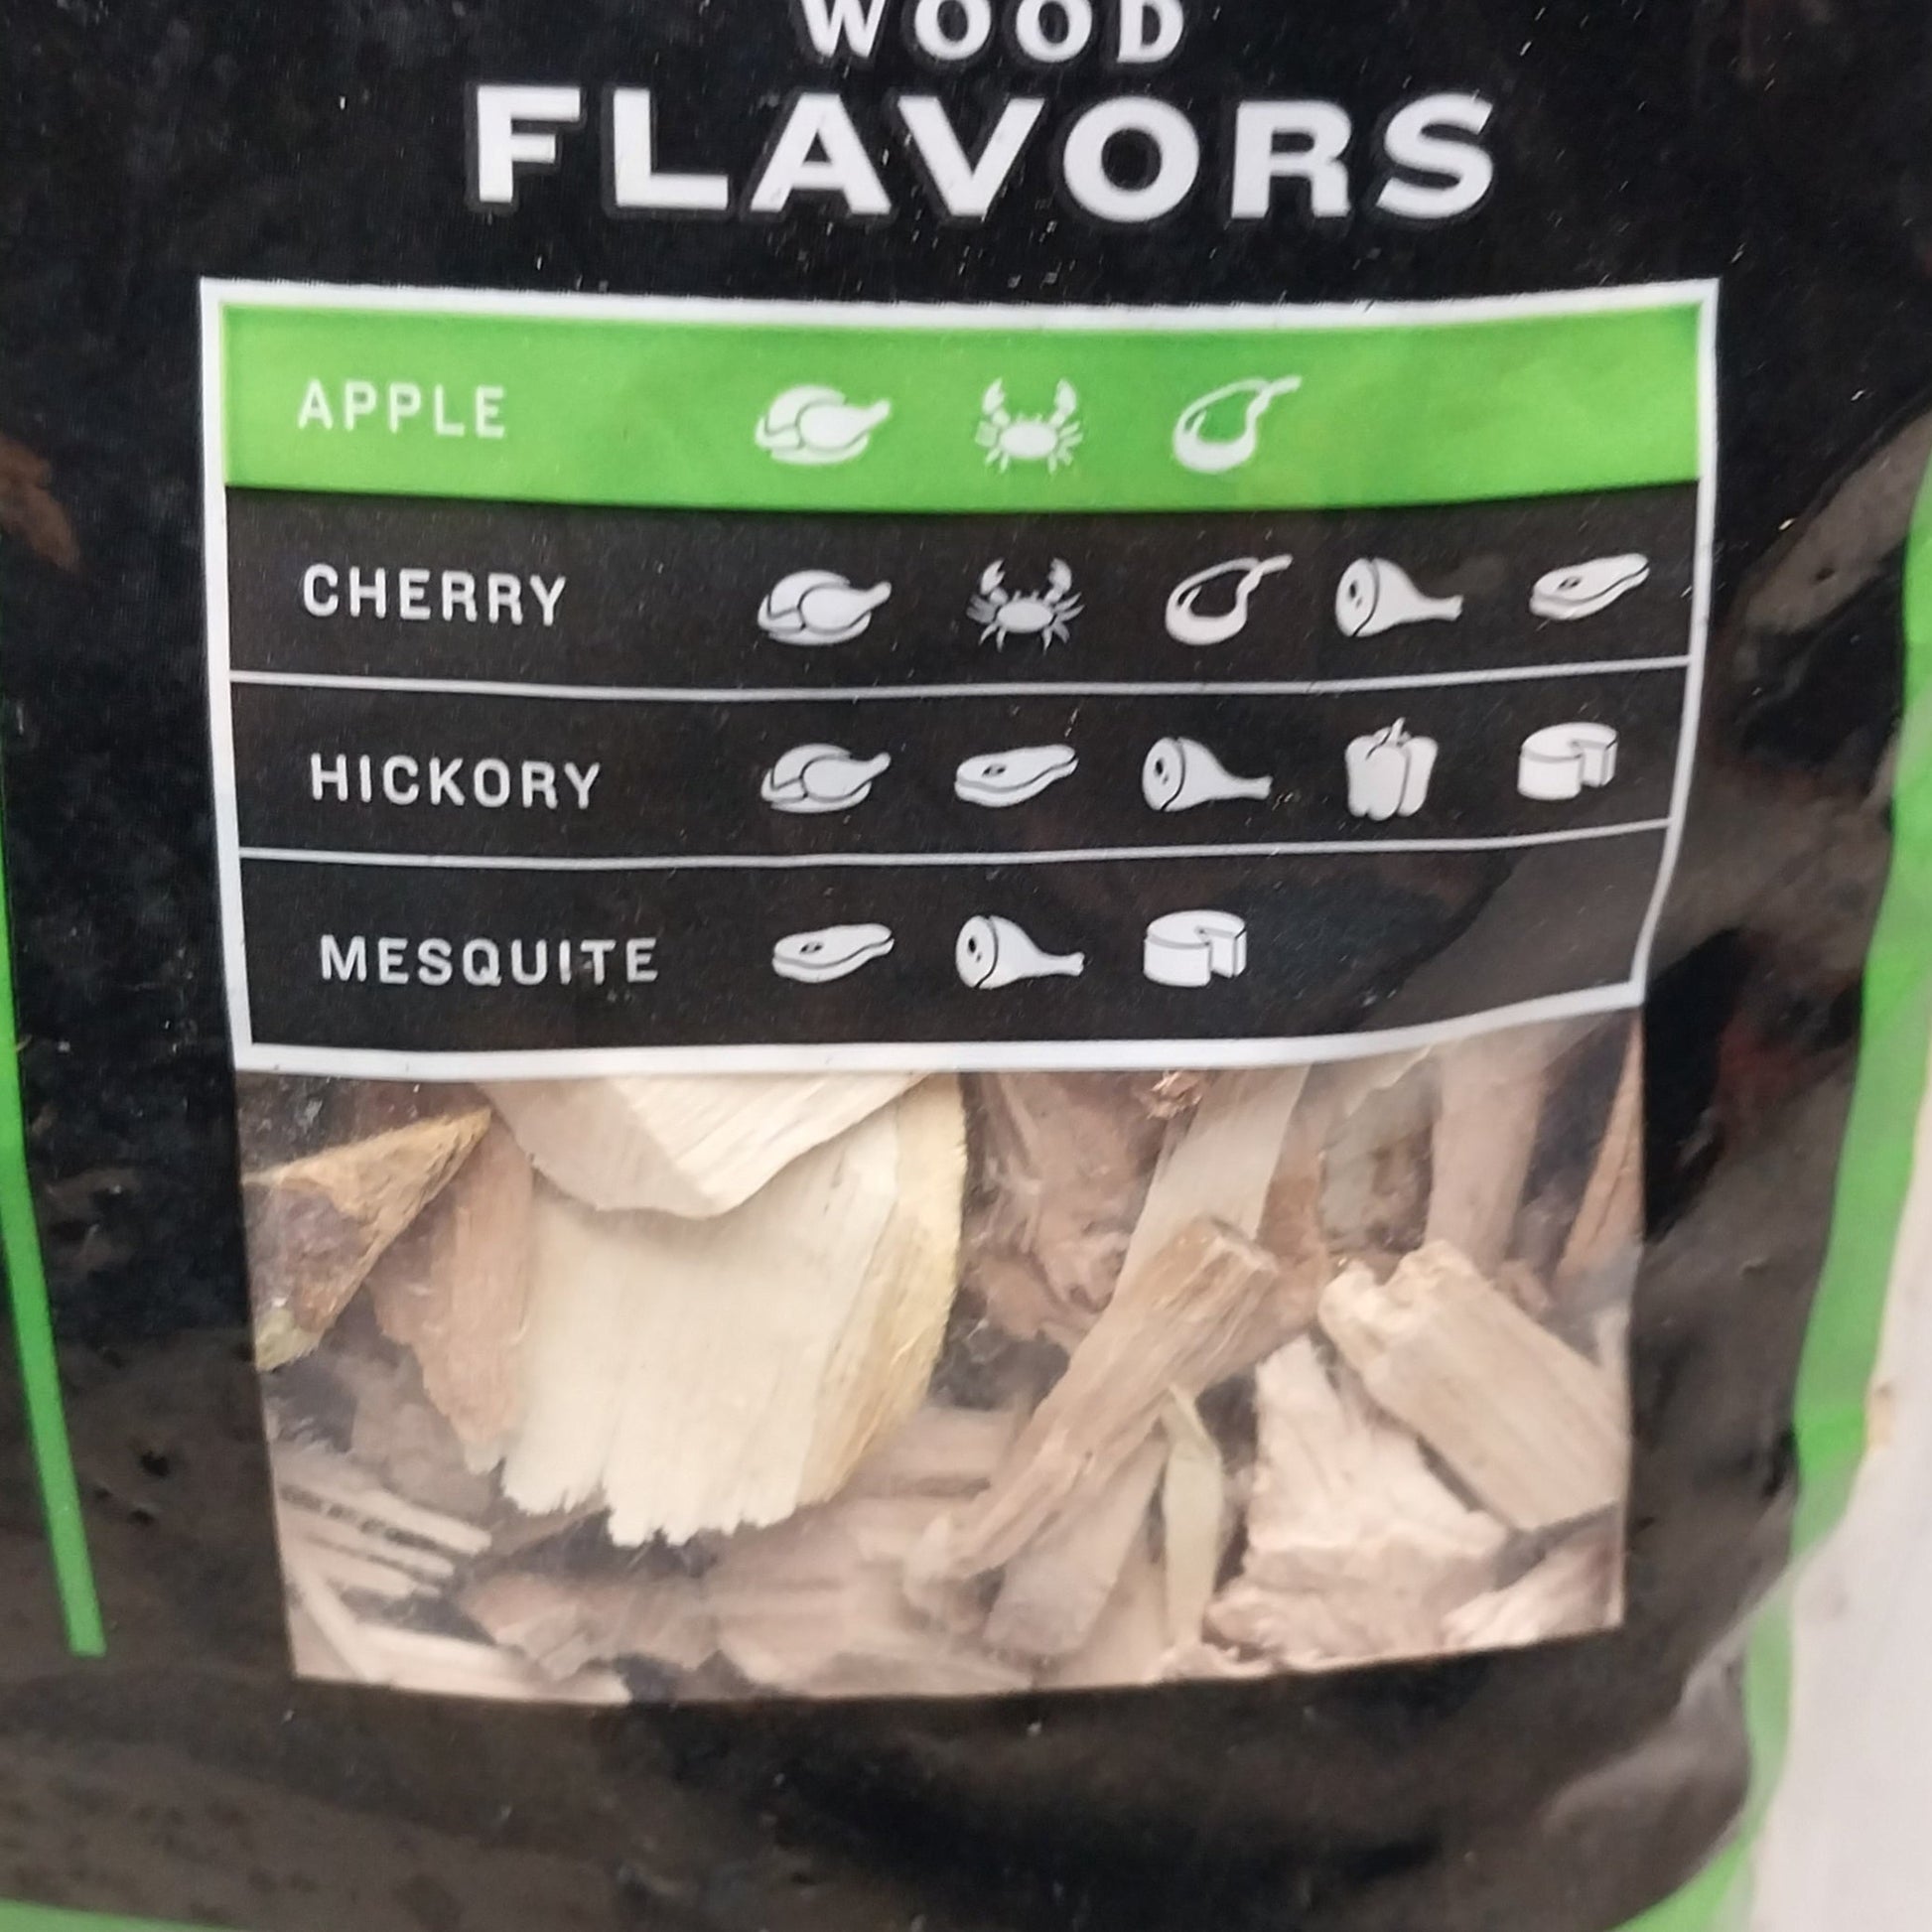 WOOD
FLAVORS
APPLE
CHERRY
HICKORY
MESQUITE